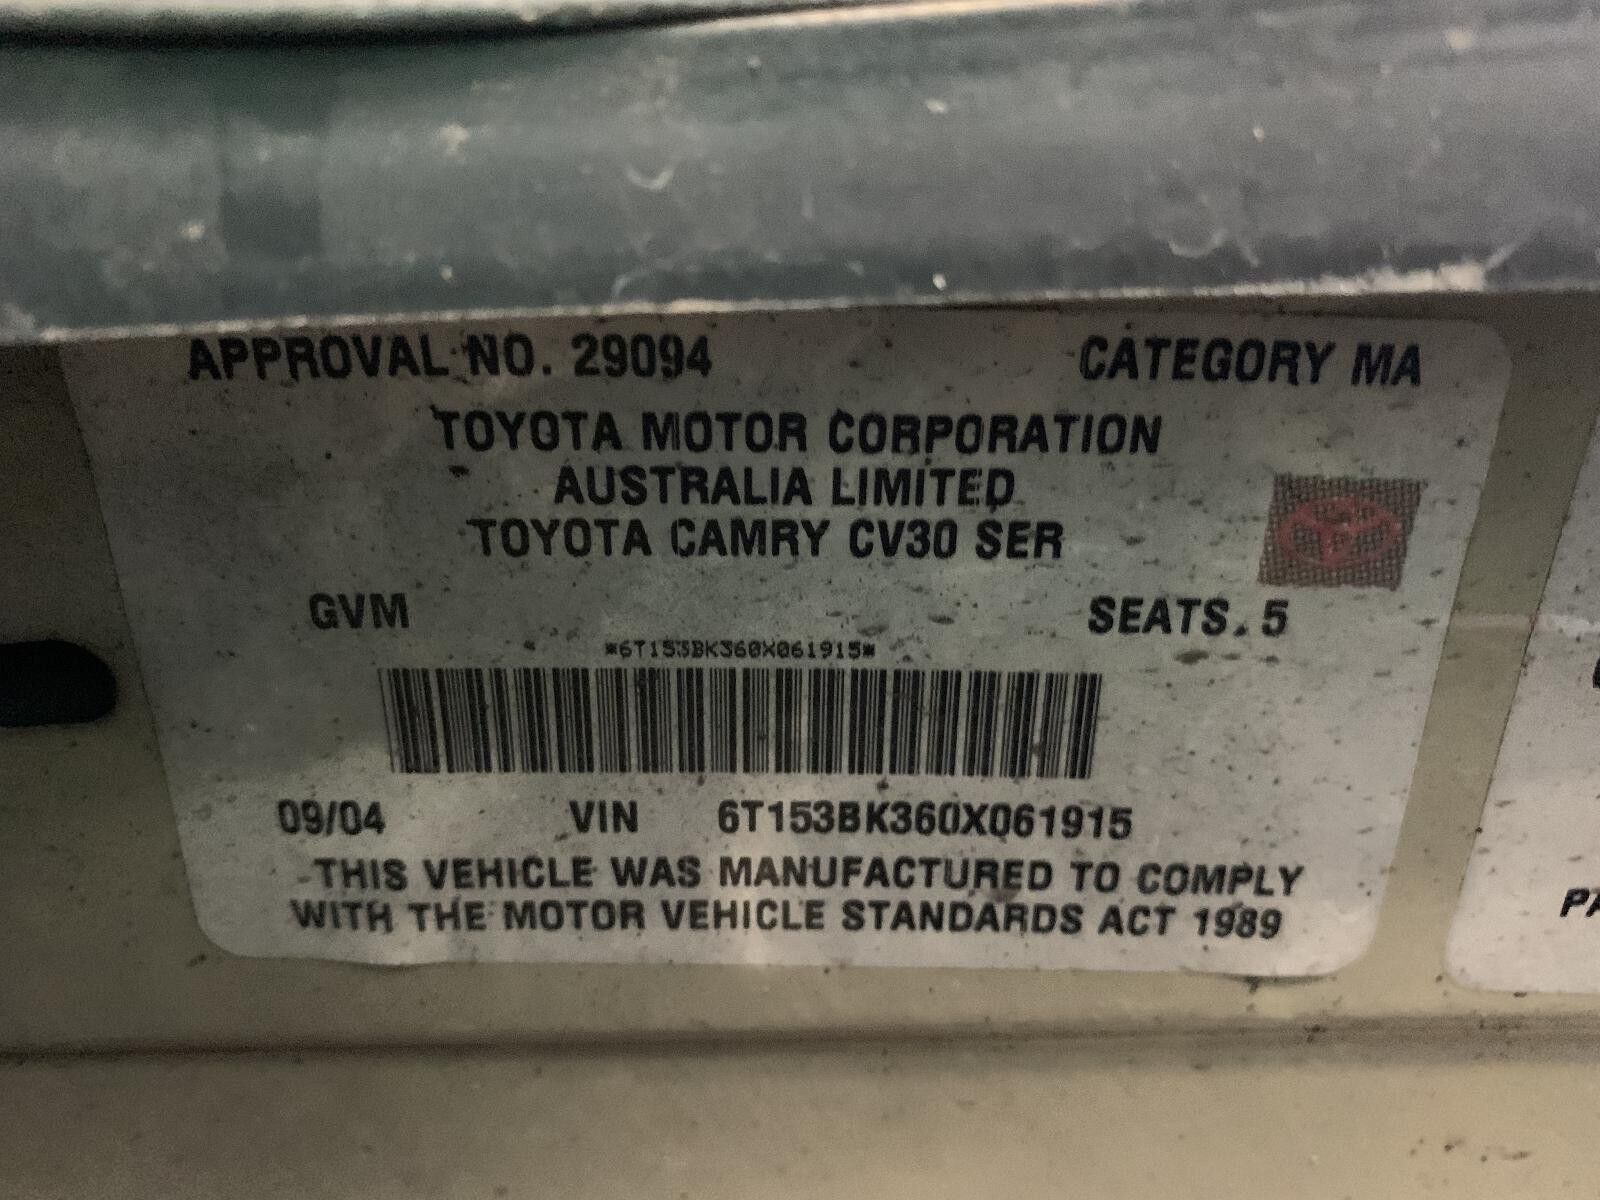 APPROVAL NO. 29094 CATEGORY MA
TOYOTA MOTOR CORPORATION
AUSTRALIA LIMITED
TOYOTA CAMRY CV30 SER
GVM SEATS. 5
*6T153BK360X061915*
09/04 VIN 6T153BK360X061915
THIS VEHICLE WAS MANUFACTURED TO COMPLY
WITH THE MOTOR VEHICLE STANDARDS ACT 1989